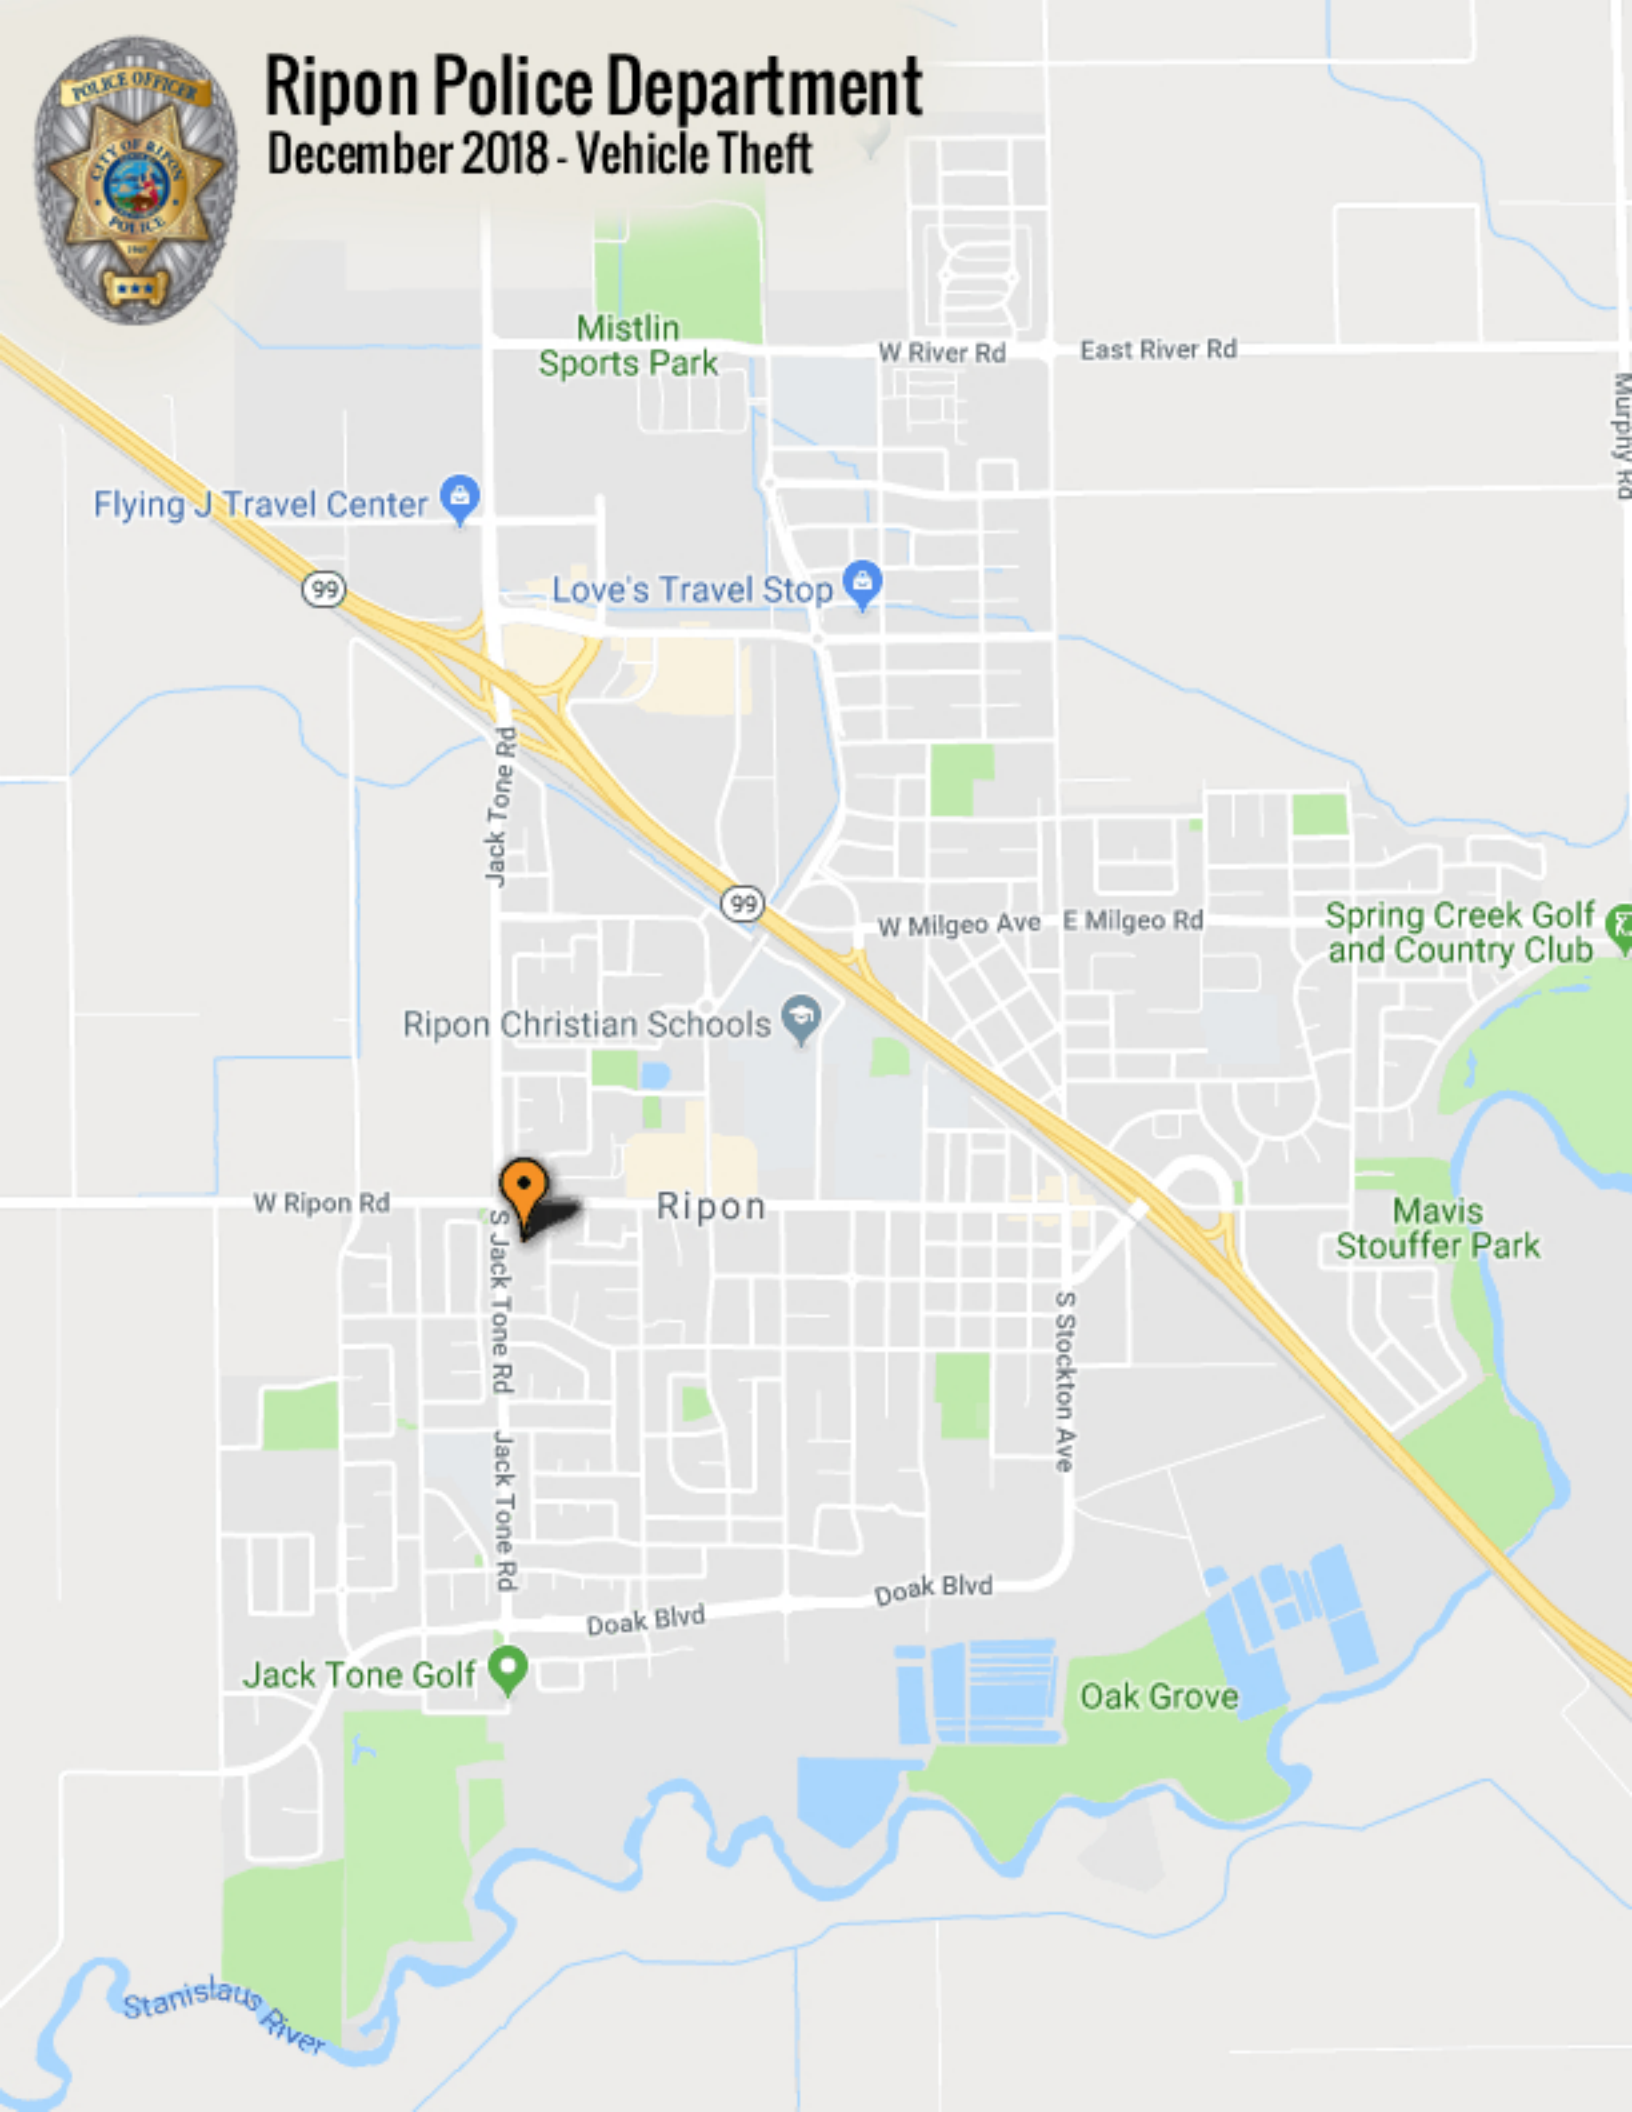 POLICE OFFICER
CITY OF RIPON
POLICE
Ripon Police Department
December 2018 - Vehicle Theft
Mistlin
Sports Park
W River Rd
East River Rd
Murphy Rd
Flying J Travel Center
99
Love's Travel Stop
Jack Tone Rd
99
W Milgeo Ave
E Milgeo Rd
Spring Creek Golf
and Country Club
Ripon Christian Schools
W Ripon Rd
Ripon
Mavis
Stouffer Park
S Jack Tone Rd
S Stockton Ave
Jack Tone Rd
Doak Blvd
Doak Blvd
Jack Tone Golf
Oak Grove
Stanislaus River